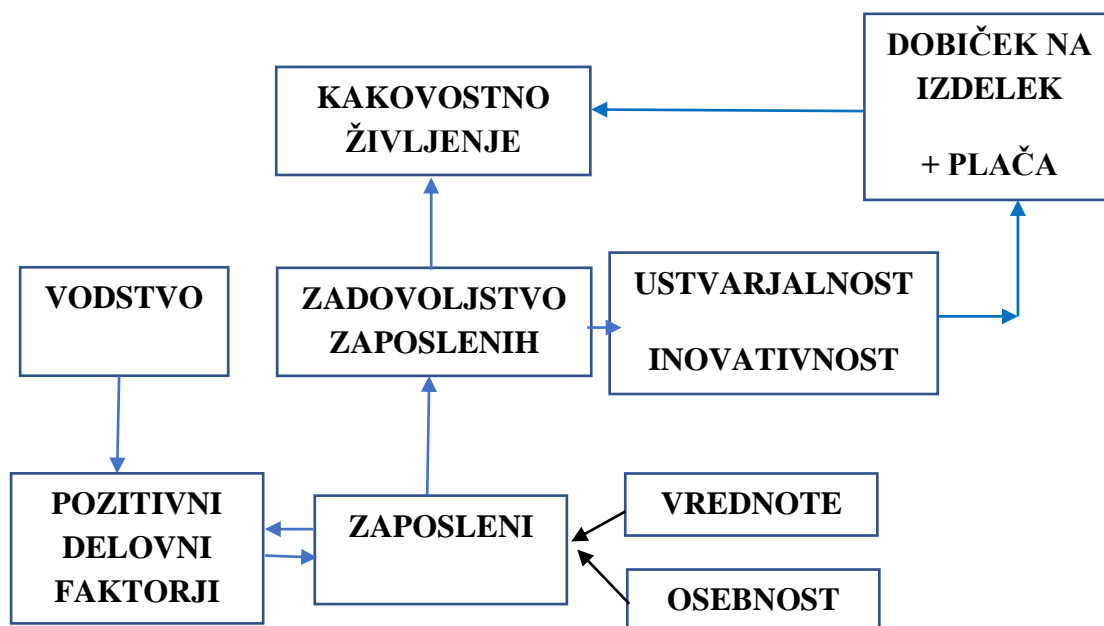 DOBIČEK NA
IZDELEK
+ PLAČA
KAKOVOSTNO
ŽIVLJENJE
VODSTVO
ZADOVOLJSTVO
ZAPOSLENIH
USTVARJALNOST
INOVATIVNOST
POZITIVNI
DELOVNI
FAKTORJI
ZAPOSLENI
VREDNOTE
OSEBNOST